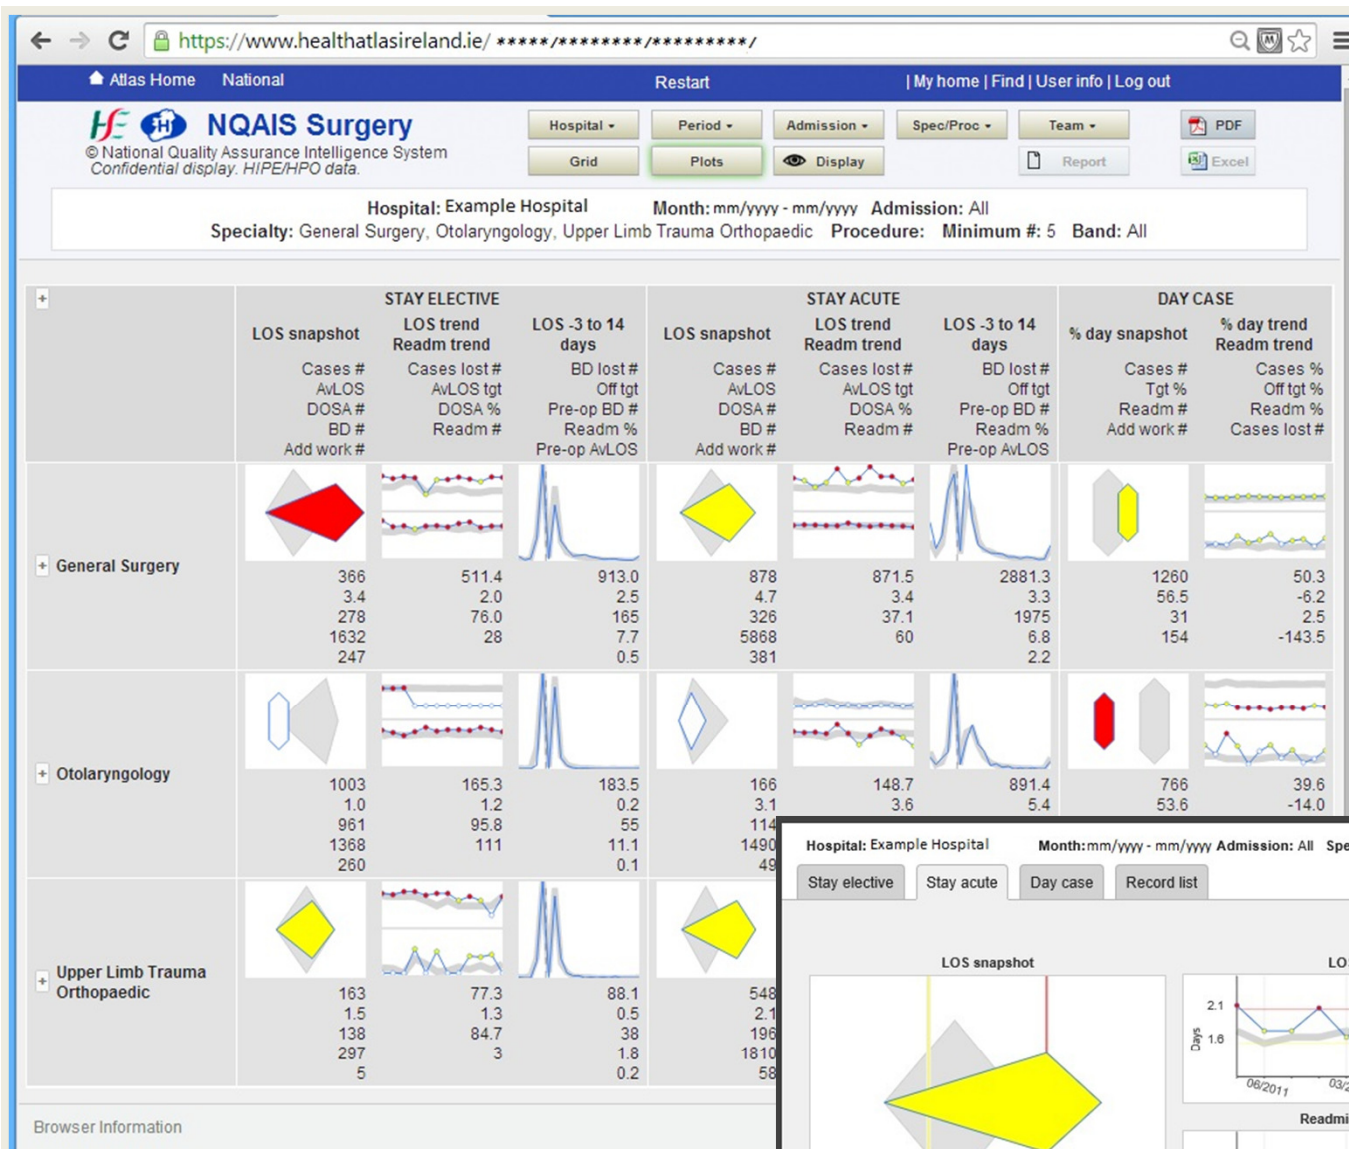 https://www.healthatlasireland.ie/ *****/********/*********/
Atlas Home National Restart | My home | Find | User info | Log out
NQAIS Surgery
© National Quality Assurance Intelligence System
Confidential display. HIPE/HPO data.
Hospital Period Admission Spec/Proc Team PDF
Grid Plots Display Report Excel
Hospital: Example Hospital Month: mm/yyyy - mm/yyyy Admission: All
Specialty: General Surgery, Otolaryngology, Upper Limb Trauma Orthopaedic Procedure: Minimum #: 5 Band: All
+ STAY ELECTIVE STAY ACUTE DAY CASE
LOS snapshot LOS trend Readm trend LOS -3 to 14 days LOS snapshot LOS trend Readm trend LOS -3 to 14 days % day snapshot % day trend Readm trend
Cases # Cases lost # BD lost # Cases # Cases lost # BD lost # Cases # Cases %
AvLOS AvLOS tgt Off tgt AvLOS AvLOS tgt Off tgt Tgt % Off tgt %
DOSA # DOSA % Pre-op BD # DOSA # DOSA % Pre-op BD # Readm # Readm %
BD # Readm # Readm % BD # Readm # Readm % Add work # Cases lost #
Add work # Pre-op AvLOS Add work # Pre-op AvLOS
+ General Surgery
366 511.4 913.0 878 871.5 2881.3 1260 50.3
3.4 2.0 2.5 4.7 3.4 3.3 56.5 -6.2
278 76.0 165 326 37.1 1975 31 2.5
1632 28 7.7 5868 60 6.8 154 -143.5
247 0.5 381 2.2
+ Otolaryngology
1003 165.3 183.5 166 148.7 891.4 766 39.6
1.0 1.2 0.2 3.1 3.6 5.4 53.6 -14.0
961 95.8 55 114
1368 111 11.1 1490
260 0.1 49
+ Upper Limb Trauma
Orthopaedic
163 77.3 88.1 548
1.5 1.3 0.5 2.1
138 84.7 38 196
297 3 1.8 1810
5 0.2 58
Browser Information
Hospital: Example Hospital Month: mm/yyyy - mm/yyyy Admission: All Spe
Stay elective Stay acute Day case Record list
LOS snapshot LO
2.1
1.6
Days
06/2011 03/2
Readmi